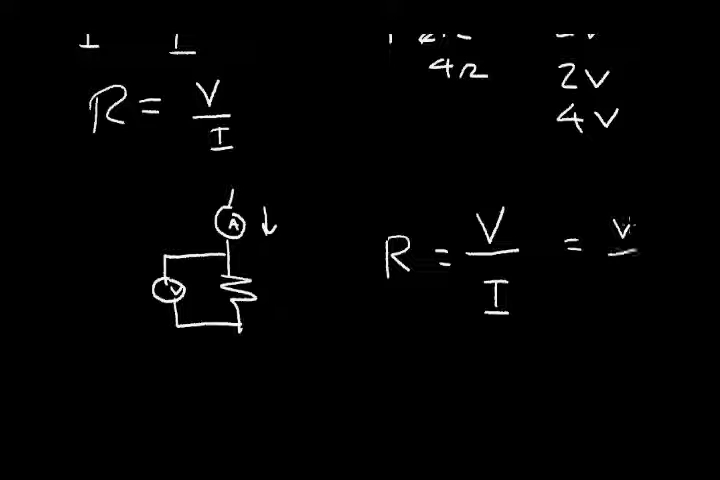 4Ω 2V
4V
R = V/I
A
V
R = V/I = V